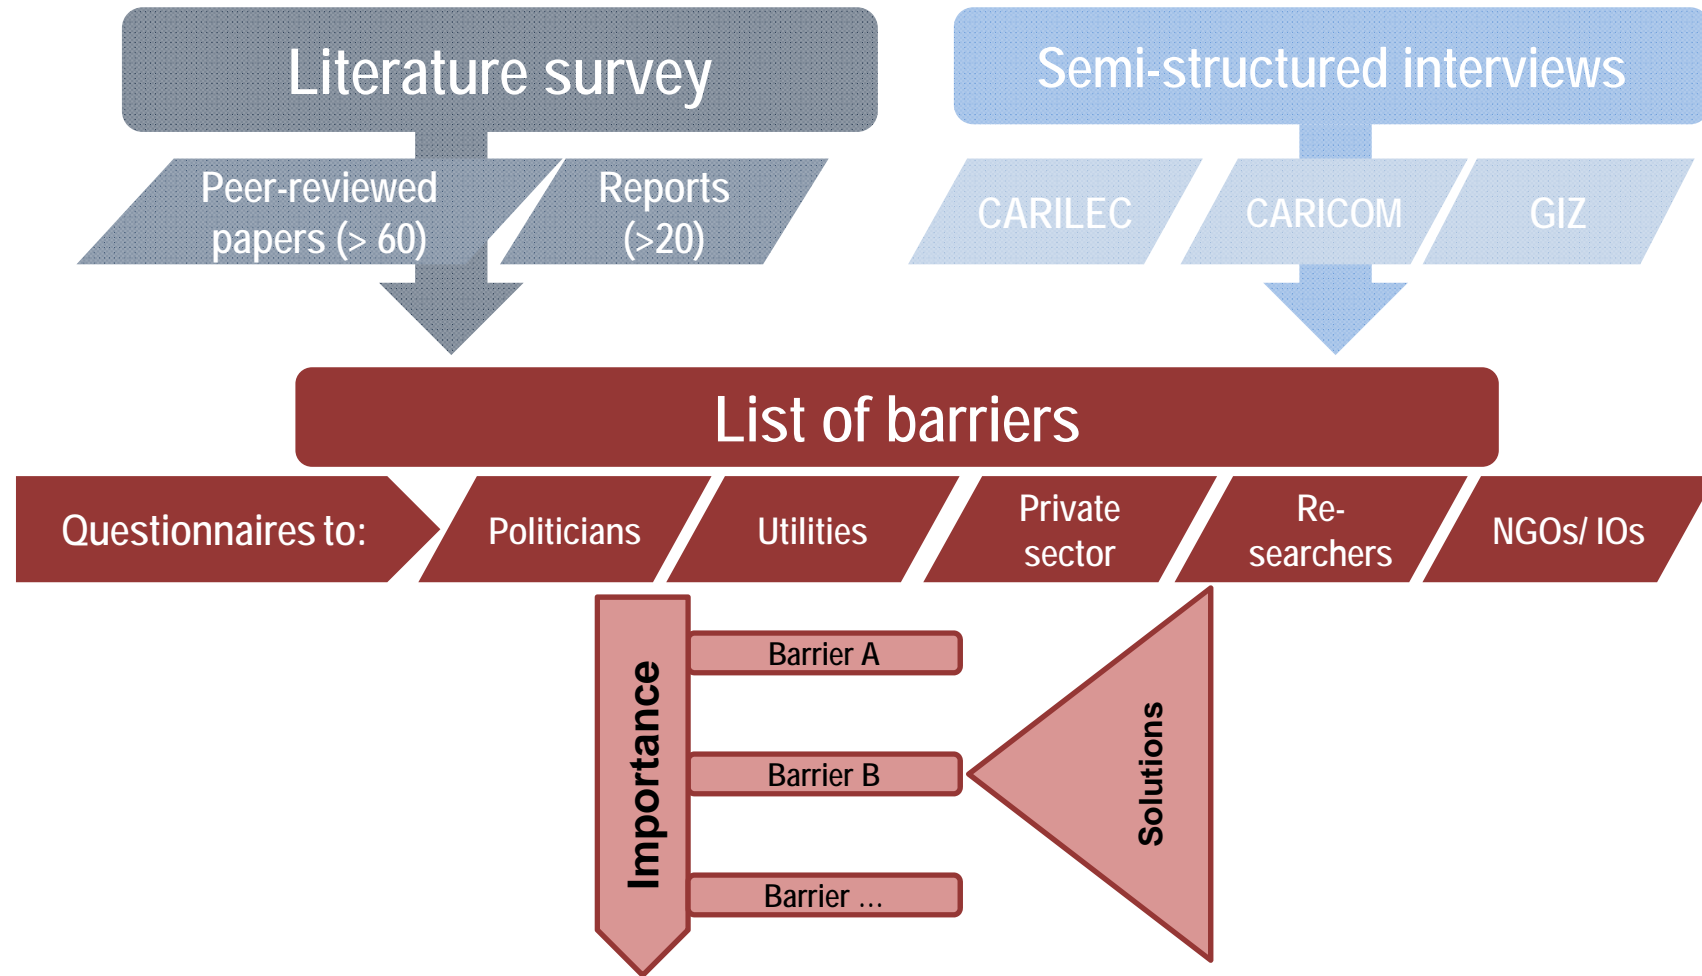 Literature survey
Semi-structured interviews
Peer-reviewed
papers (> 60)
Reports
(>20)
CARILEC
CARICOM
GIZ
List of barriers
Questionnaires to:
Politicians
Utilities
Private
sector
Re-
searchers
NGOs/ IOs
Importance
Barrier A
Barrier B
Barrier ...
Solutions